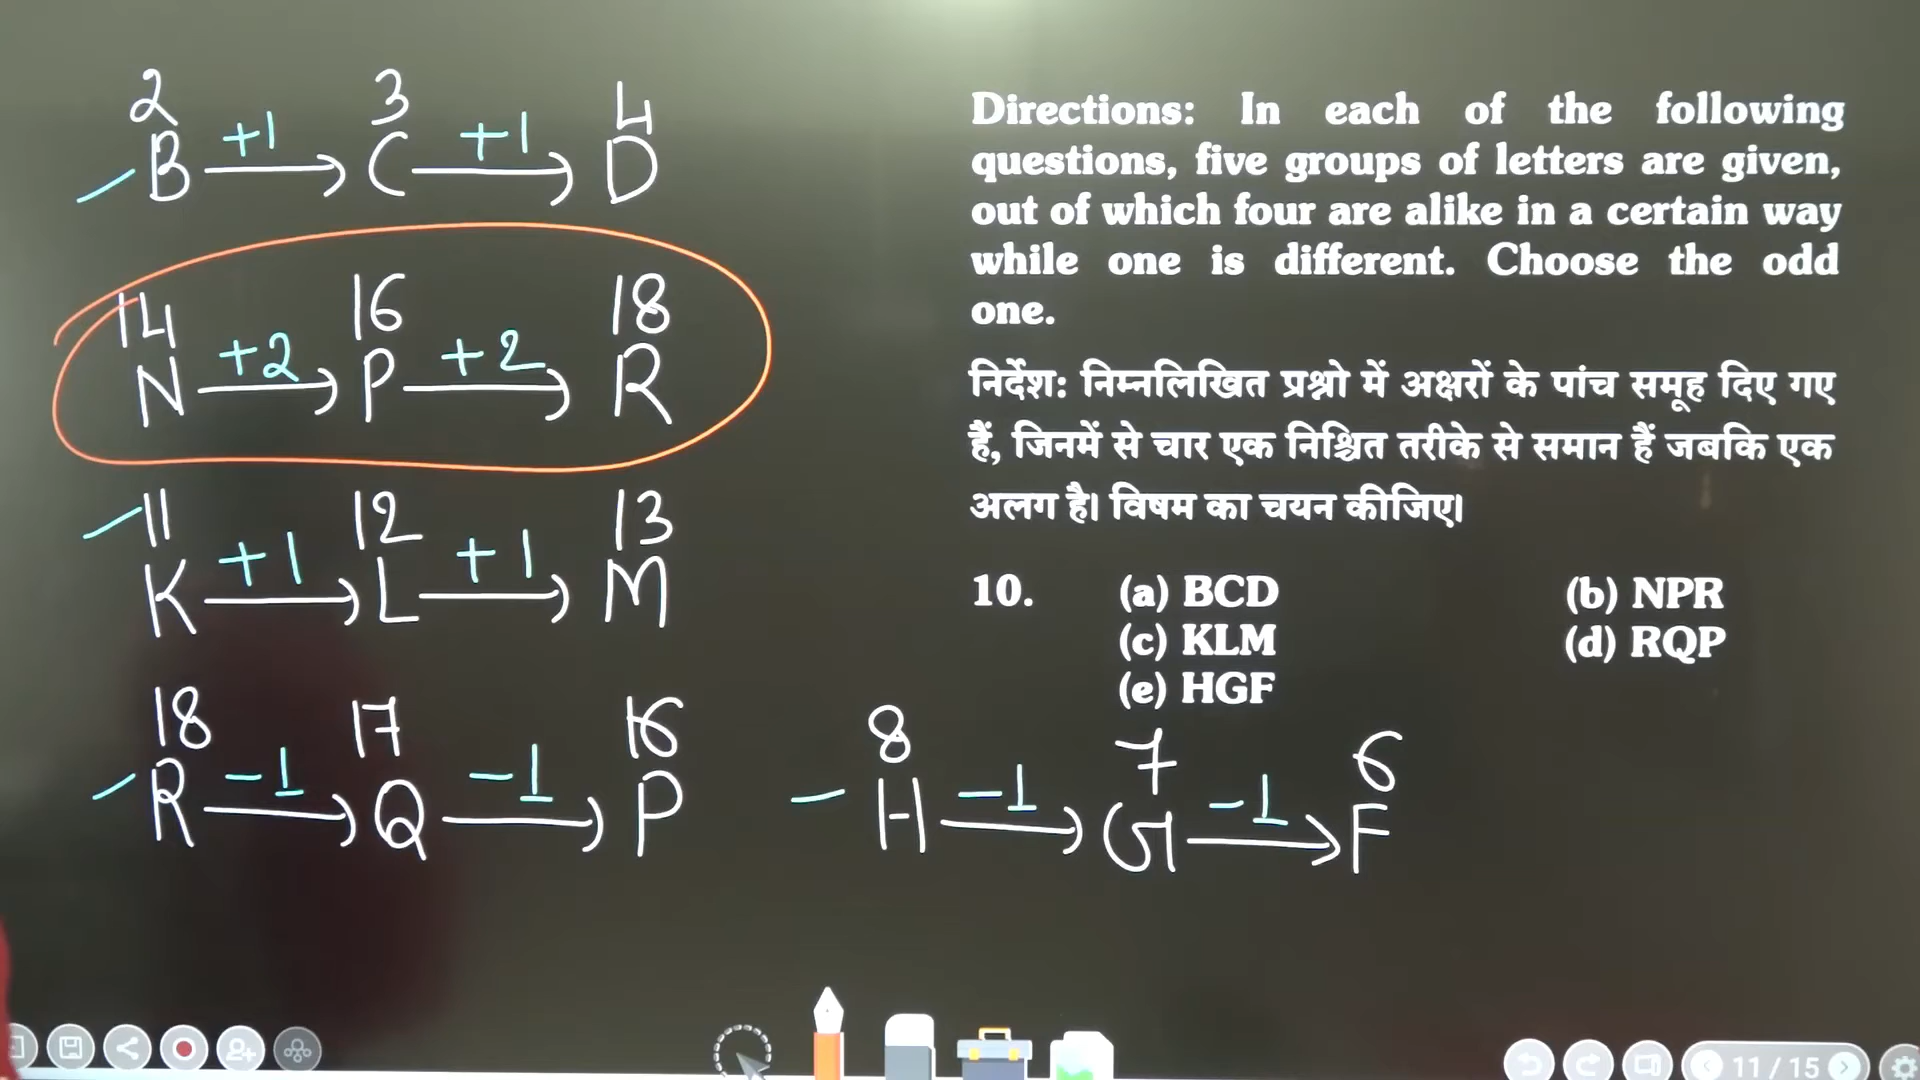 2 3 4
B +1 C +1 D
14 16 18
N +2 P +2 R
11 12 13
K +1 L +1 M
18 17 16
R -1 Q -1 P
8 7 6
H -1 G -1 F
Directions: In each of the following
questions, five groups of letters are given,
out of which four are alike in a certain way
while one is different. Choose the odd
one.
निर्देश: निम्नलिखित प्रश्नो में अक्षरों के पांच समूह दिए गए
हैं, जिनमें से चार एक निश्चित तरीके से समान हैं जबकि एक
अलग है। विषम का चयन कीजिए।
10. (a) BCD (b) NPR
(c) KLM (d) RQP
(e) HGF
11 / 15